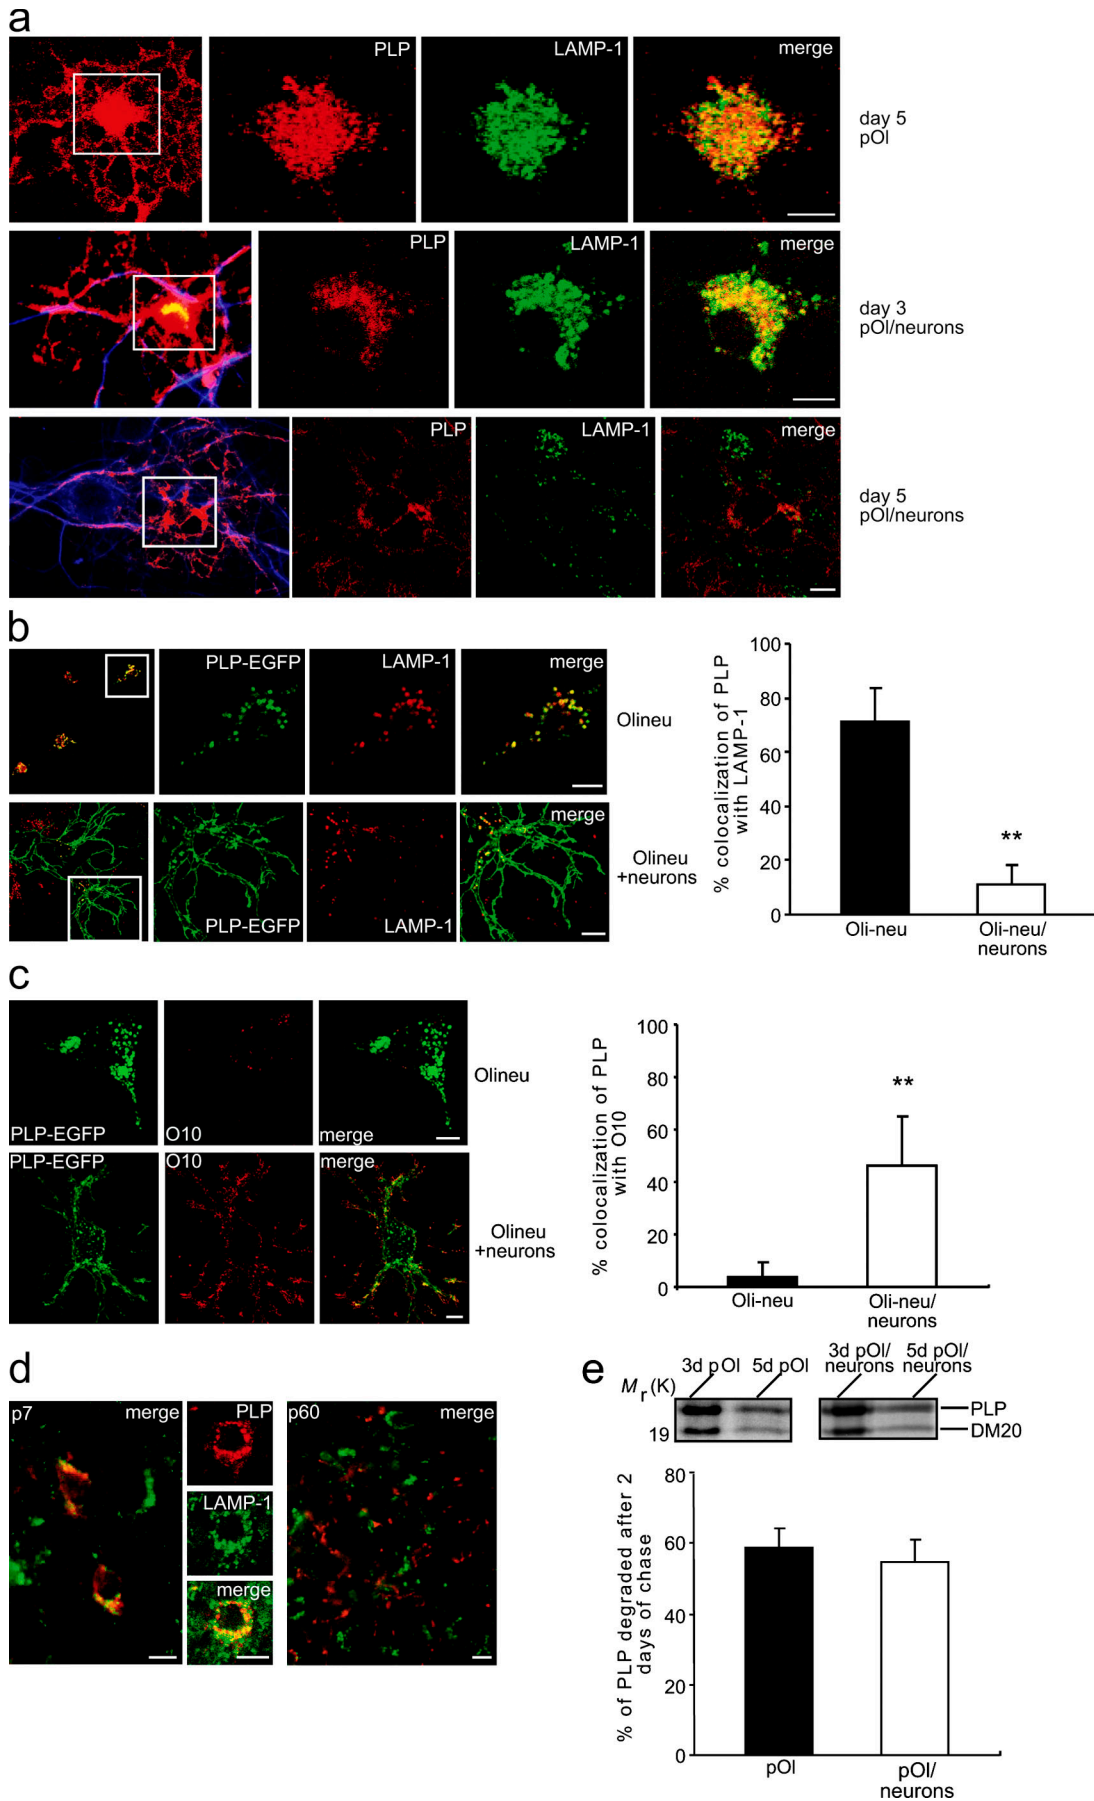 a
PLP
LAMP-1
merge
day 5
pOl
PLP
LAMP-1
merge
day 3
pOl/neurons
PLP
LAMP-1
merge
day 5
pOl/neurons
b
PLP-EGFP
LAMP-1
merge
Olineu
PLP-EGFP
LAMP-1
merge
Olineu
+neurons
% colocalization of PLP
with LAMP-1
100
80
60
40
20
0
**
Oli-neu
Oli-neu/
neurons
c
PLP-EGFP
O10
merge
Olineu
PLP-EGFP
O10
merge
Olineu
+neurons
% colocalization of PLP
with O10
100
80
60
40
20
0
**
Oli-neu
Oli-neu/
neurons
d
p7
merge
PLP
LAMP-1
merge
p60
merge
e
3d pOl
5d pOl
3d pOl/
neurons
5d pOl/
neurons
Mr (K)
19
PLP
DM20
% of PLP degraded after 2
days of chase
80
60
40
20
0
pOl
pOl/
neurons